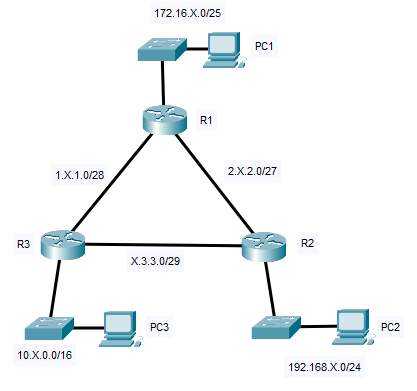 172.16.X.0/25
PC1
R1
1.X.1.0/28
2.X.2.0/27
R3
R2
X.3.3.0/29
PC3
PC2
10.X.0.0/16
192.168.X.0/24